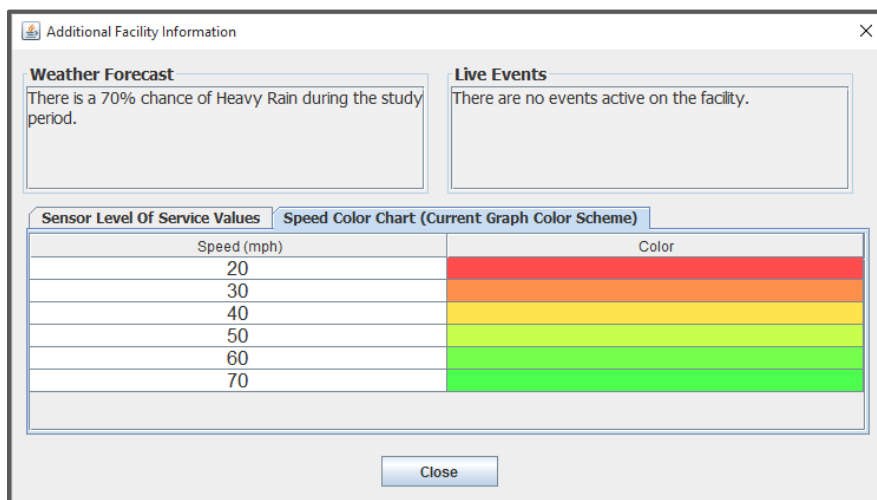 Additional Facility Information
Weather Forecast
There is a 70% chance of Heavy Rain during the study
period.
Live Events
There are no events active on the facility.
Sensor Level Of Service Values
Speed Color Chart (Current Graph Color Scheme)
Speed (mph) Color
20
30
40
50
60
70
Close